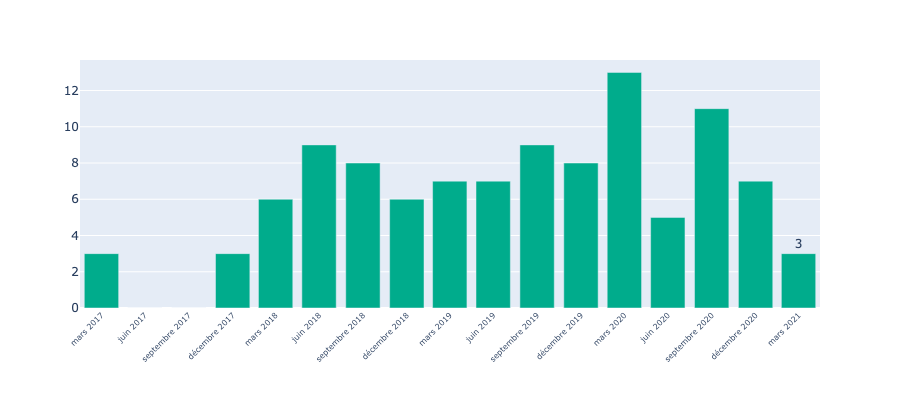 12
10
8
6
4
2
0
3
mars 2017
juin 2017
septembre 2017
décembre 2017
mars 2018
juin 2018
septembre 2018
décembre 2018
mars 2019
juin 2019
septembre 2019
décembre 2019
mars 2020
juin 2020
septembre 2020
décembre 2020
mars 2021